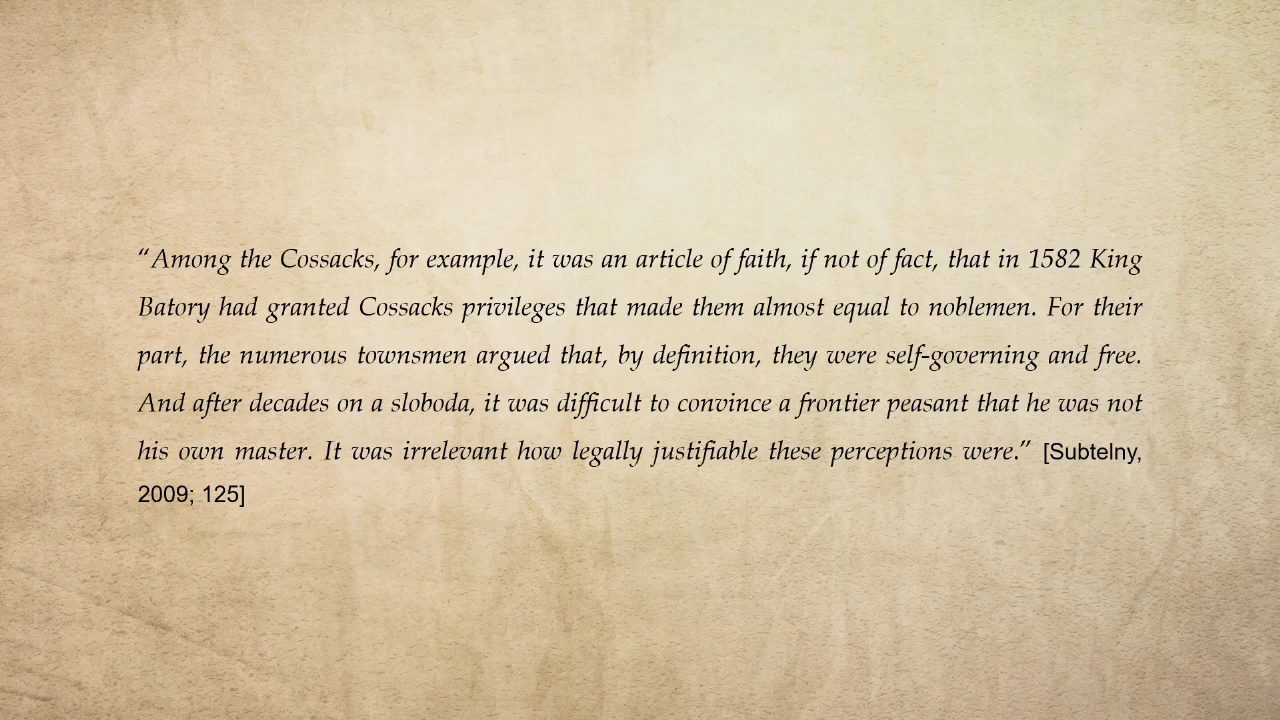 “Among the Cossacks, for example, it was an article of faith, if not of fact, that in 1582 King
Batory had granted Cossacks privileges that made them almost equal to noblemen. For their
part, the numerous townsmen argued that, by definition, they were self-governing and free.
And after decades on a sloboda, it was difficult to convince a frontier peasant that he was not
his own master. It was irrelevant how legally justifiable these perceptions were.” [Subtelny,
2009; 125]